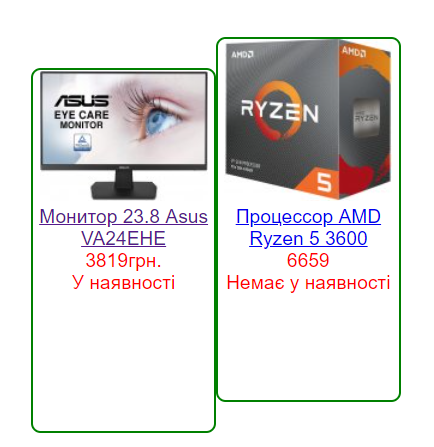 ASUS
EYE CARE
MONITOR
Монитор 23.8 Asus
VA24EHE
3819грн.
У наявності
AMD
AMD
RYZEN
5
Процессор AMD
Ryzen 5 3600
6659
Немає у наявності